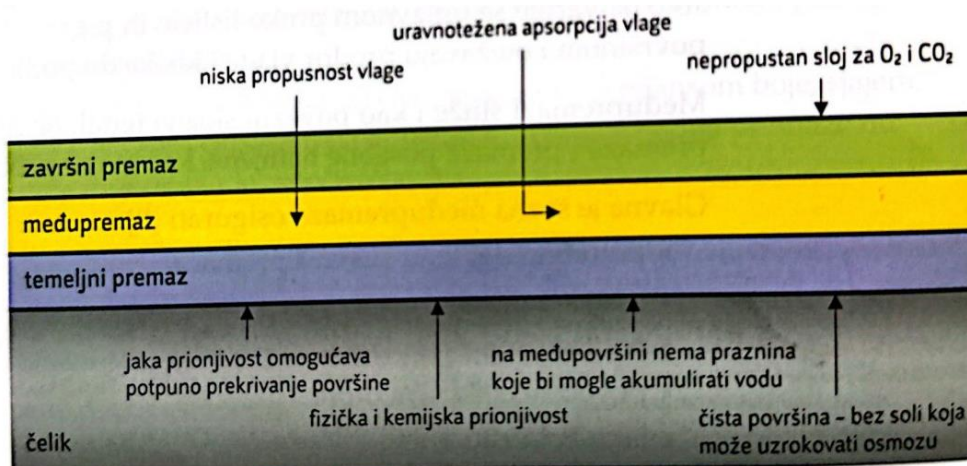 uravnotežena apsorpcija vlage
niska propusnost vlage
nepropustan sloj za O₂ i CO₂
završni premaz
međupremaz
temeljni premaz
jaka prionjivost omogućava
potpuno prekrivanje površine
na međupovršini nema praznina
koje bi mogle akumulirati vodu
fizička i kemijska prionjivost
čista površina – bez soli koja
može uzrokovati osmozu
čelik